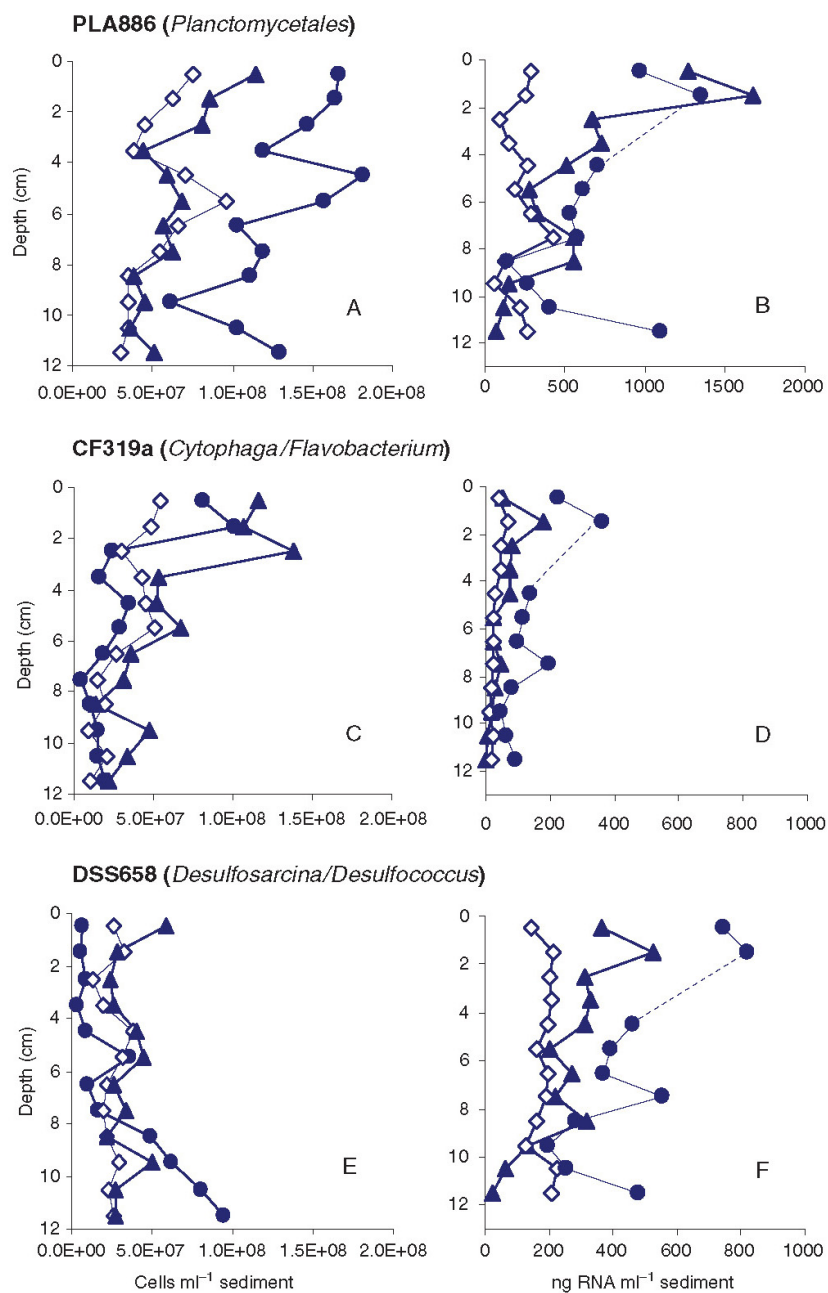 PLA886 (Planctomycetales)
0
2
4
6
8
10
12
Depth (cm)
A
0.0E+00 5.0E+07 1.0E+08 1.5E+08 2.0E+08
0
2
4
6
8
10
12
B
0 500 1000 1500 2000
CF319a (Cytophaga/Flavobacterium)
0
2
4
6
8
10
12
Depth (cm)
C
0.0E+00 5.0E+07 1.0E+08 1.5E+08 2.0E+08
0
2
4
6
8
10
12
D
0 200 400 600 800 1000
DSS658 (Desulfosarcina/Desulfococcus)
0
2
4
6
8
10
12
Depth (cm)
E
0.0E+00 5.0E+07 1.0E+08 1.5E+08 2.0E+08
Cells ml⁻¹ sediment
0
2
4
6
8
10
12
F
0 200 400 600 800 1000
ng RNA ml⁻¹ sediment